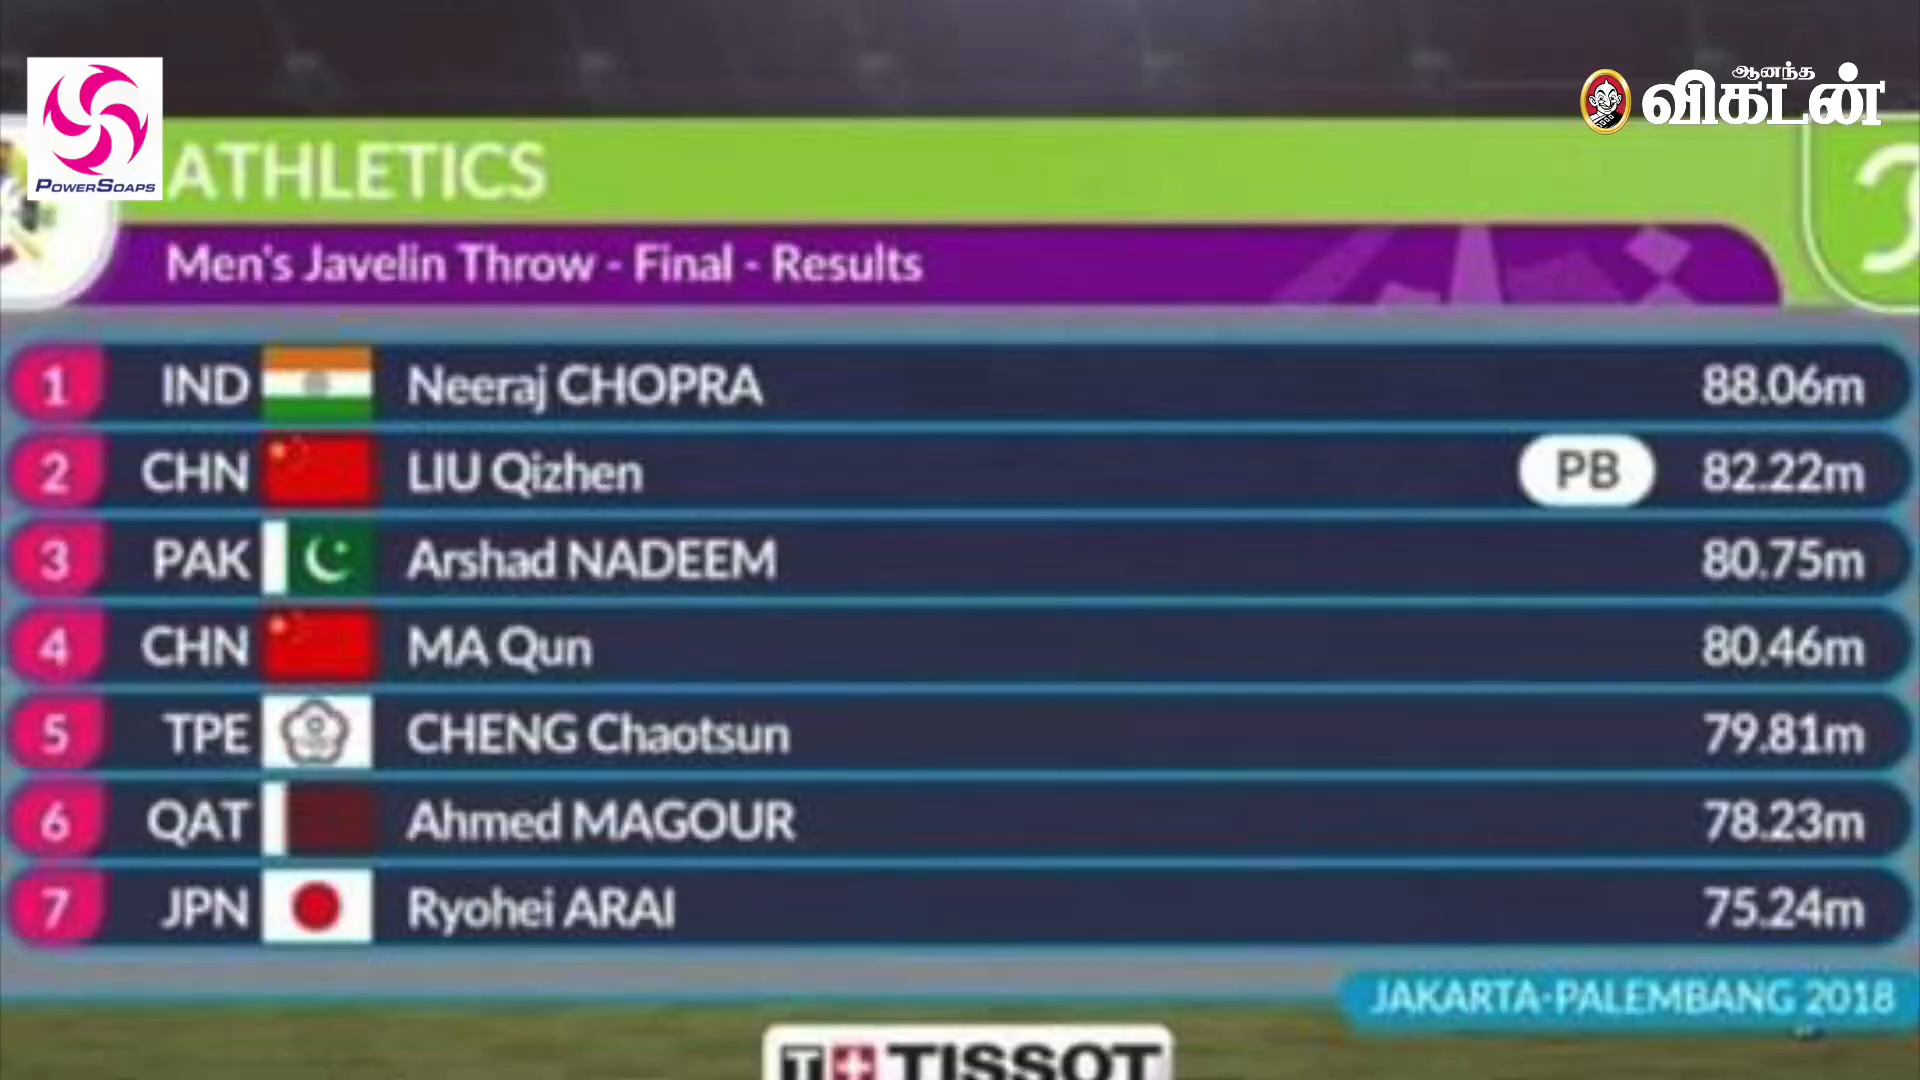 POWERSOAPS
ஆனந்த
விகடன்
ATHLETICS
Men's Javelin Throw - Final - Results
1 IND Neeraj CHOPRA 88.06m
2 CHN LIU Qizhen PB 82.22m
3 PAK Arshad NADEEM 80.75m
4 CHN MA Qun 80.46m
5 TPE CHENG Chaotsun 79.81m
6 QAT Ahmed MAGOUR 78.23m
7 JPN Ryohei ARAI 75.24m
JAKARTA-PALEMBANG 2018
TISSOT